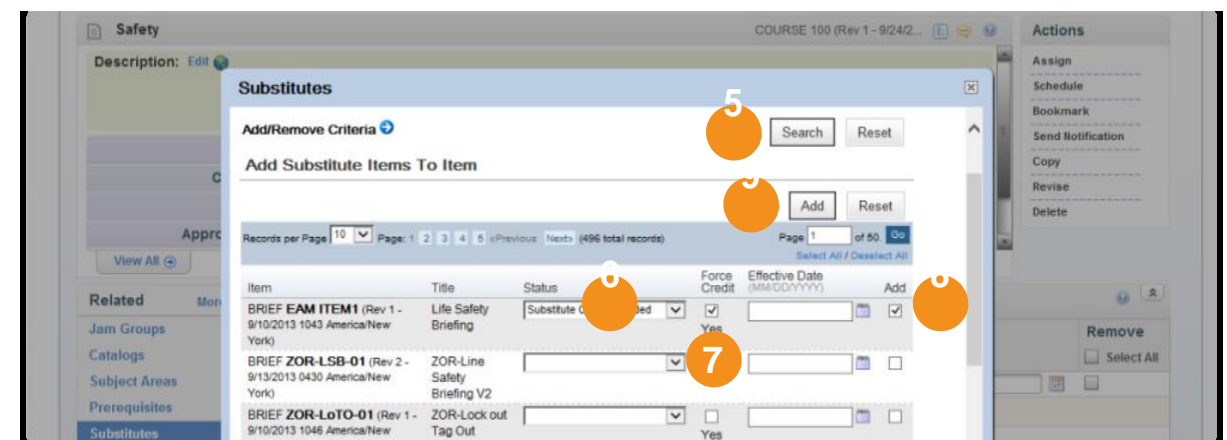 Safety COURSE 100 (Rev 1 - 9/24/2... Actions
Description: Edit Assign
Substitutes Schedule
5 Bookmark
Add/Remove Criteria Search Reset Send Notification
Add Substitute Items To Item Copy
Revise
Add Reset Delete
Appro
Records per Page 10 Page: 1 2 3 4 5 «Previous Next» (496 total records) Page 1 of 50. Go
View All Select All / Deselect All
Item Title Status Force Credit Effective Date (MM/DD/YYYY) Add
Related More
BRIEF EAM ITEM1 (Rev 1 - Life Safety Substitute
9/10/2013 1043 America/New Briefing Yes
York)
Jam Groups Remove
Catalogs Select All
BRIEF ZOR-LSB-01 (Rev 2 - ZOR-Line 7
9/13/2013 0430 America/New Safety
York) Briefing V2
Subject Areas
Prerequisites
BRIEF ZOR-LoTO-01 (Rev 1 - ZOR-Lock out
9/10/2013 1046 America/New Tag Out Yes
Substitutes